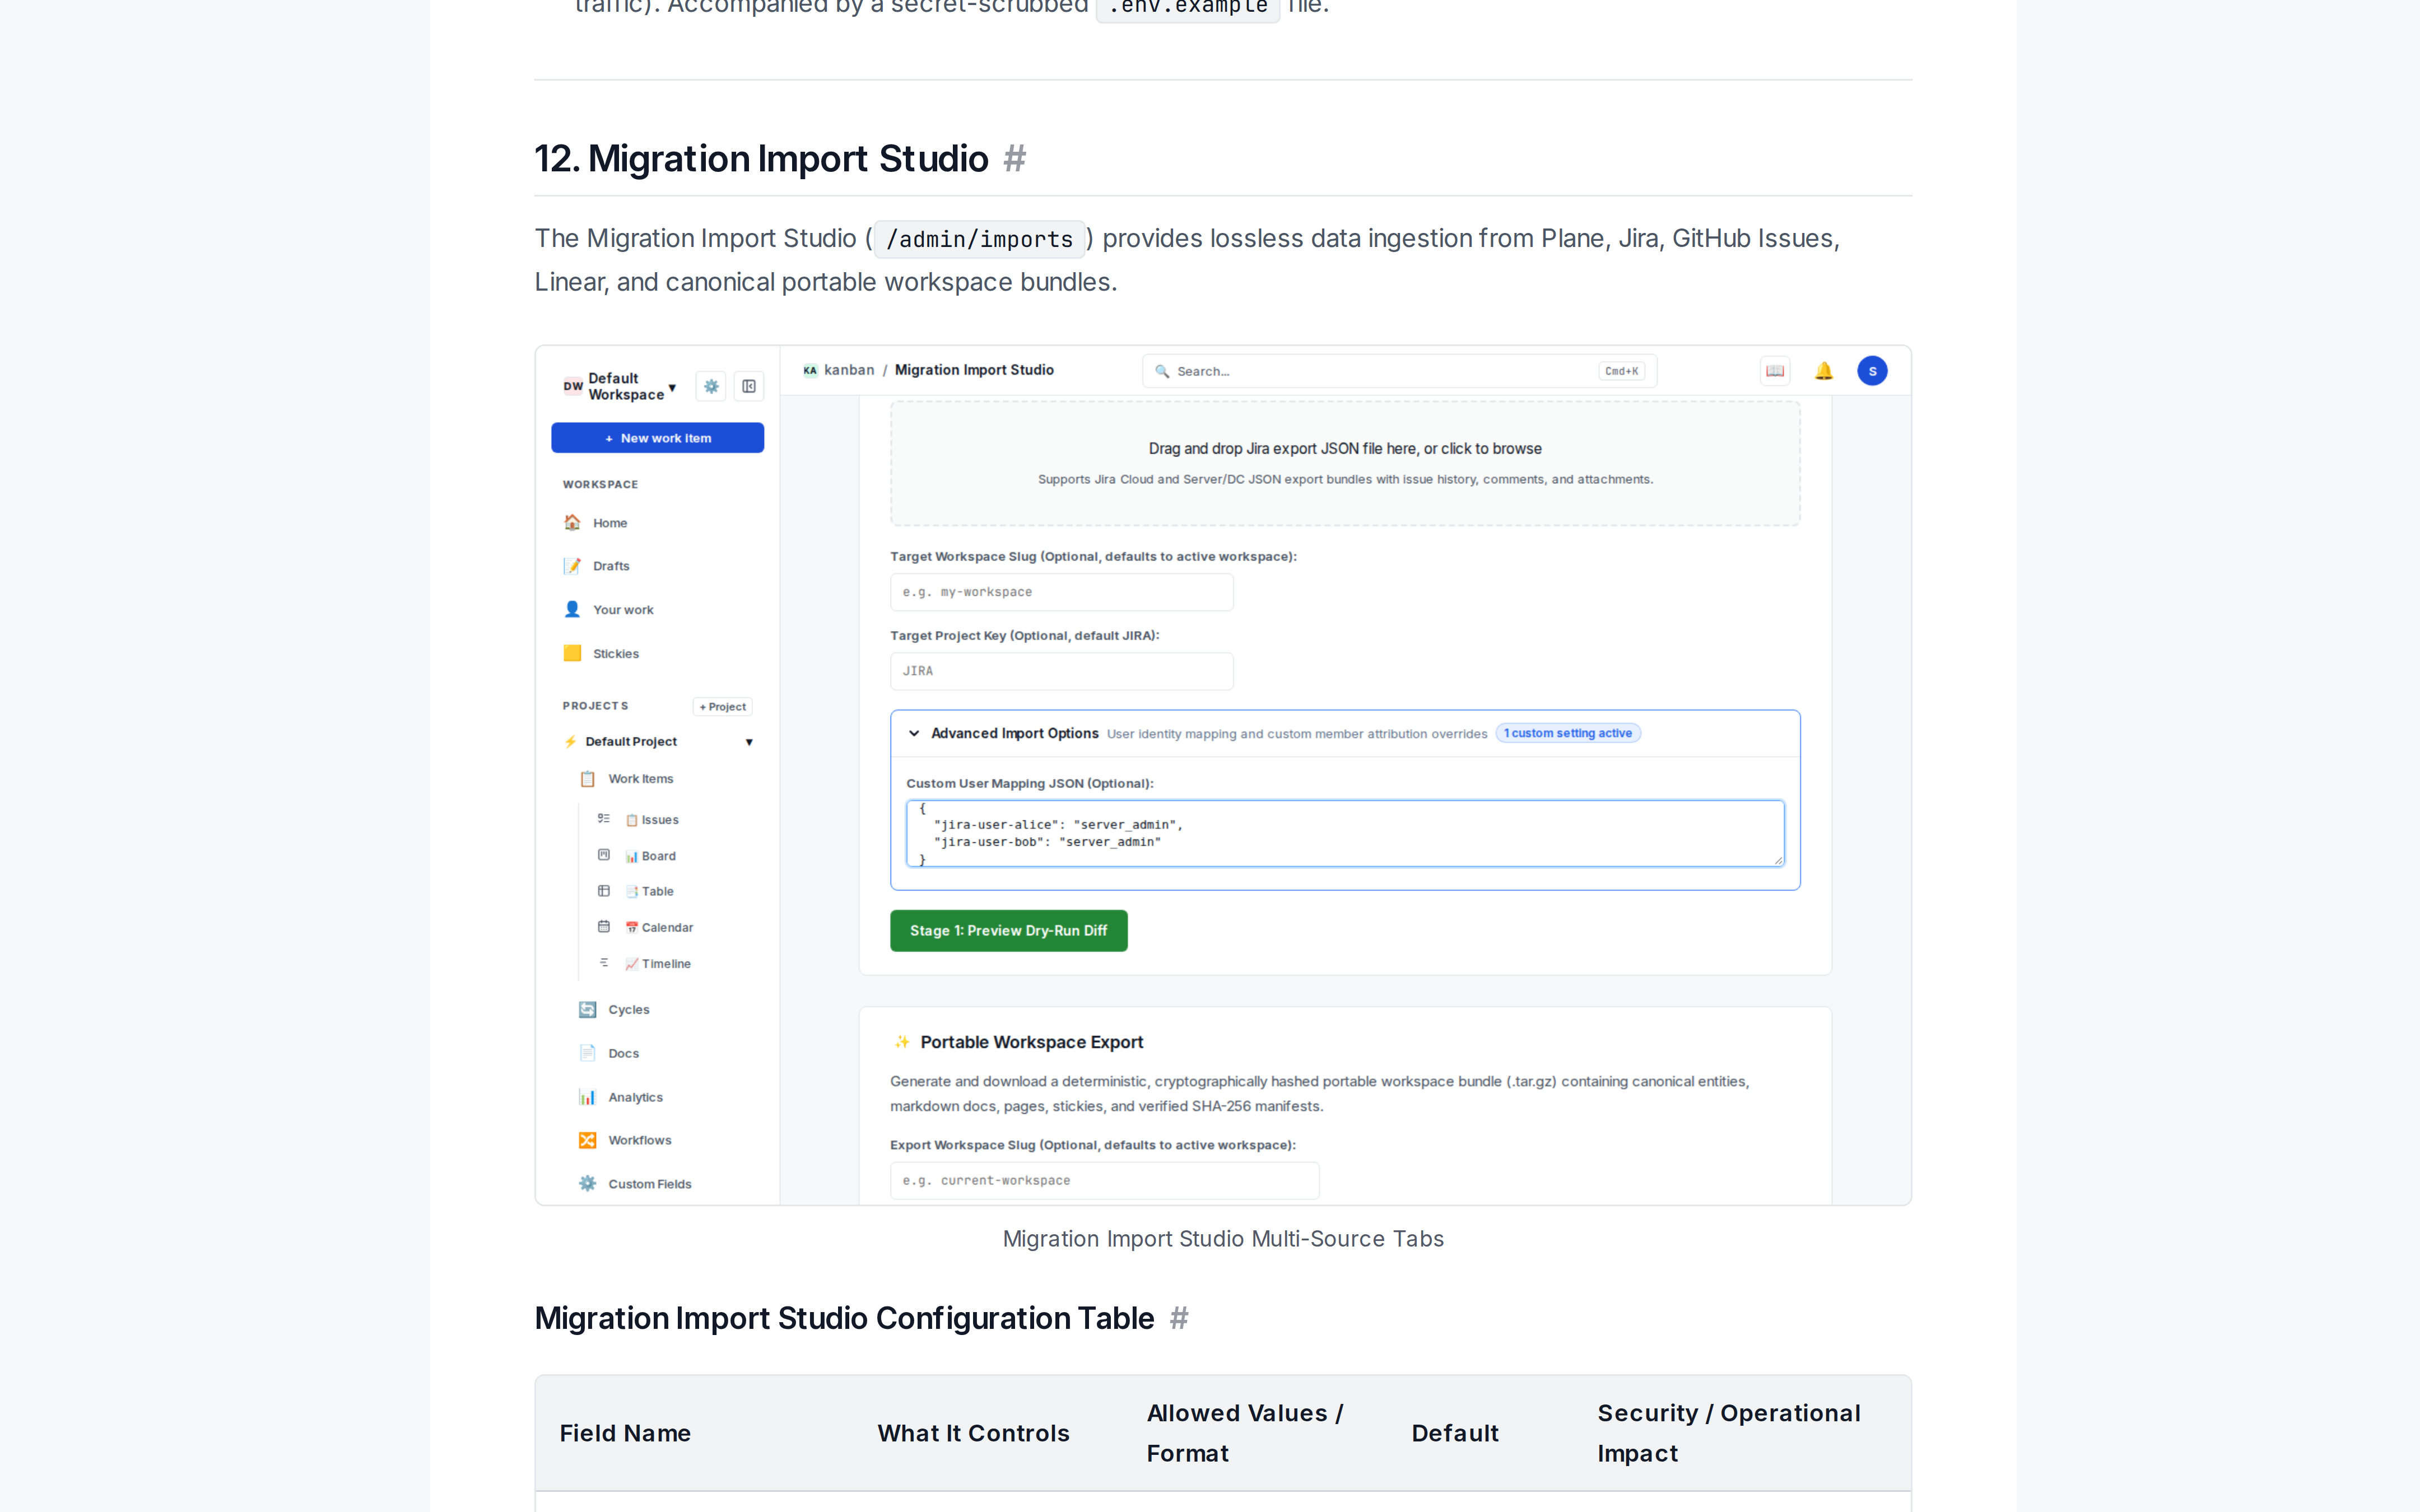 traffic). Accompanied by a secret-scrubbed .env.example file.
12. Migration Import Studio #
The Migration Import Studio ( /admin/imports ) provides lossless data ingestion from Plane, Jira, GitHub Issues,
Linear, and canonical portable workspace bundles.
DW Default Workspace ▾
+ New work item
WORKSPACE
Home
Drafts
Your work
Stickies
PROJECTS
+ Project
Default Project ▾
Work Items
Issues
Board
Table
Calendar
Timeline
Cycles
Docs
Analytics
Workflows
Custom Fields
KA kanban / Migration Import Studio
Search...
Cmd+K
S
Drag and drop Jira export JSON file here, or click to browse
Supports Jira Cloud and Server/DC JSON export bundles with issue history, comments, and attachments.
Target Workspace Slug (Optional, defaults to active workspace):
e.g. my-workspace
Target Project Key (Optional, default JIRA):
JIRA
Advanced Import Options User identity mapping and custom member attribution overrides 1 custom setting active
Custom User Mapping JSON (Optional):
{
"jira-user-alice": "server_admin",
"jira-user-bob": "server_admin"
}
Stage 1: Preview Dry-Run Diff
Portable Workspace Export
Generate and download a deterministic, cryptographically hashed portable workspace bundle (.tar.gz) containing canonical entities,
markdown docs, pages, stickies, and verified SHA-256 manifests.
Export Workspace Slug (Optional, defaults to active workspace):
e.g. current-workspace
Migration Import Studio Multi-Source Tabs
Migration Import Studio Configuration Table #
Field Name
What It Controls
Allowed Values /
Format
Default
Security / Operational
Impact